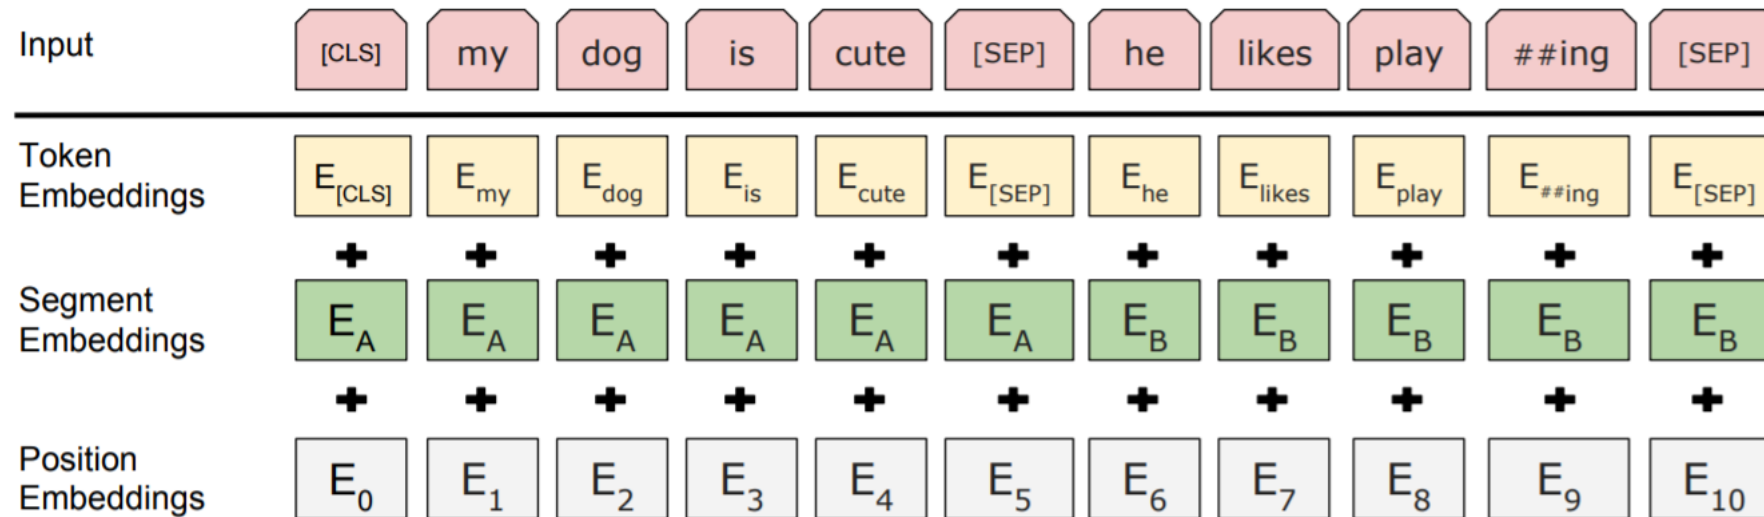 Input [CLS] my dog is cute [SEP] he likes play ##ing [SEP]
Token
Embeddings E[CLS] Emy Edog Eis Ecute E[SEP] Ehe Elikes Eplay E##ing E[SEP]
+ + + + + + + + + + +
Segment
Embeddings EA EA EA EA EA EA EB EB EB EB EB
+ + + + + + + + + + +
Position
Embeddings E0 E1 E2 E3 E4 E5 E6 E7 E8 E9 E10